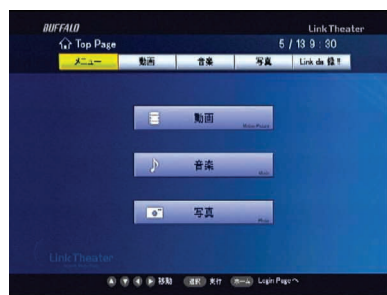 BUFFALO
LinkTheater
Top Page
5 / 13 9 : 30
メニュー 動画 音楽 写真 Link de 録!!
動画
音楽
Music
写真
Photo
LinkTheater
移動 選択 実行 ホーム Login Pageへ